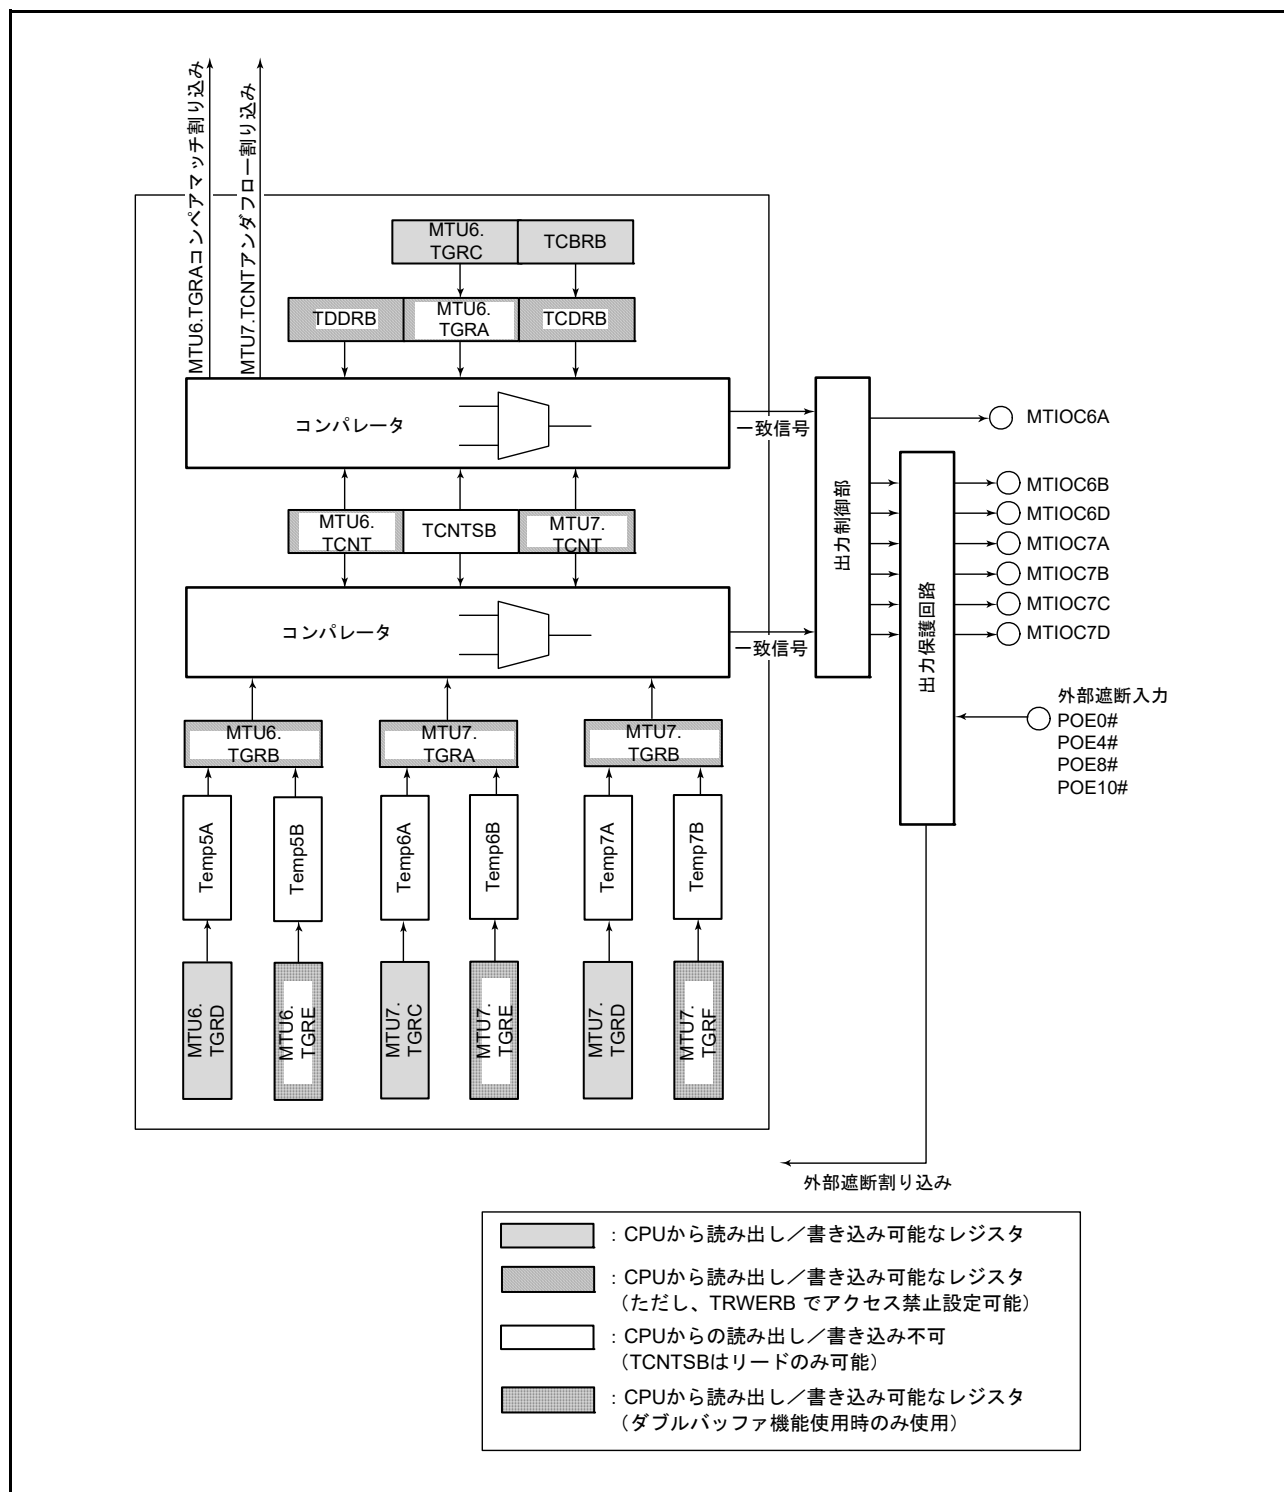 MTU6.TGRAコンペアマッチ割り込み
MTU7.TCNTアンダフロー割り込み
MTU6.
TGRC
TCBRB
TDDRB
MTU6.
TGRA
TCDRB
コンパレータ
一致信号
MTU6.
TCNT
TCNTSB
MTU7.
TCNT
コンパレータ
一致信号
出力制御部
出力保護回路
MTIOC6A
MTIOC6B
MTIOC6D
MTIOC7A
MTIOC7B
MTIOC7C
MTIOC7D
外部遮断入力
POE0#
POE4#
POE8#
POE10#
MTU6.
TGRB
MTU7.
TGRA
MTU7.
TGRB
Temp5A
Temp5B
Temp6A
Temp6B
Temp7A
Temp7B
MTU6.
TGRD
MTU6.
TGRE
MTU7.
TGRC
MTU7.
TGRE
MTU7.
TGRD
MTU7.
TGRF
外部遮断割り込み
：CPUから読み出し／書き込み可能なレジスタ
：CPUから読み出し／書き込み可能なレジスタ
（ただし、TRWERB でアクセス禁止設定可能）
：CPUからの読み出し／書き込み不可
（TCNTSBはリードのみ可能）
：CPUから読み出し／書き込み可能なレジスタ
（ダブルバッファ機能使用時のみ使用）